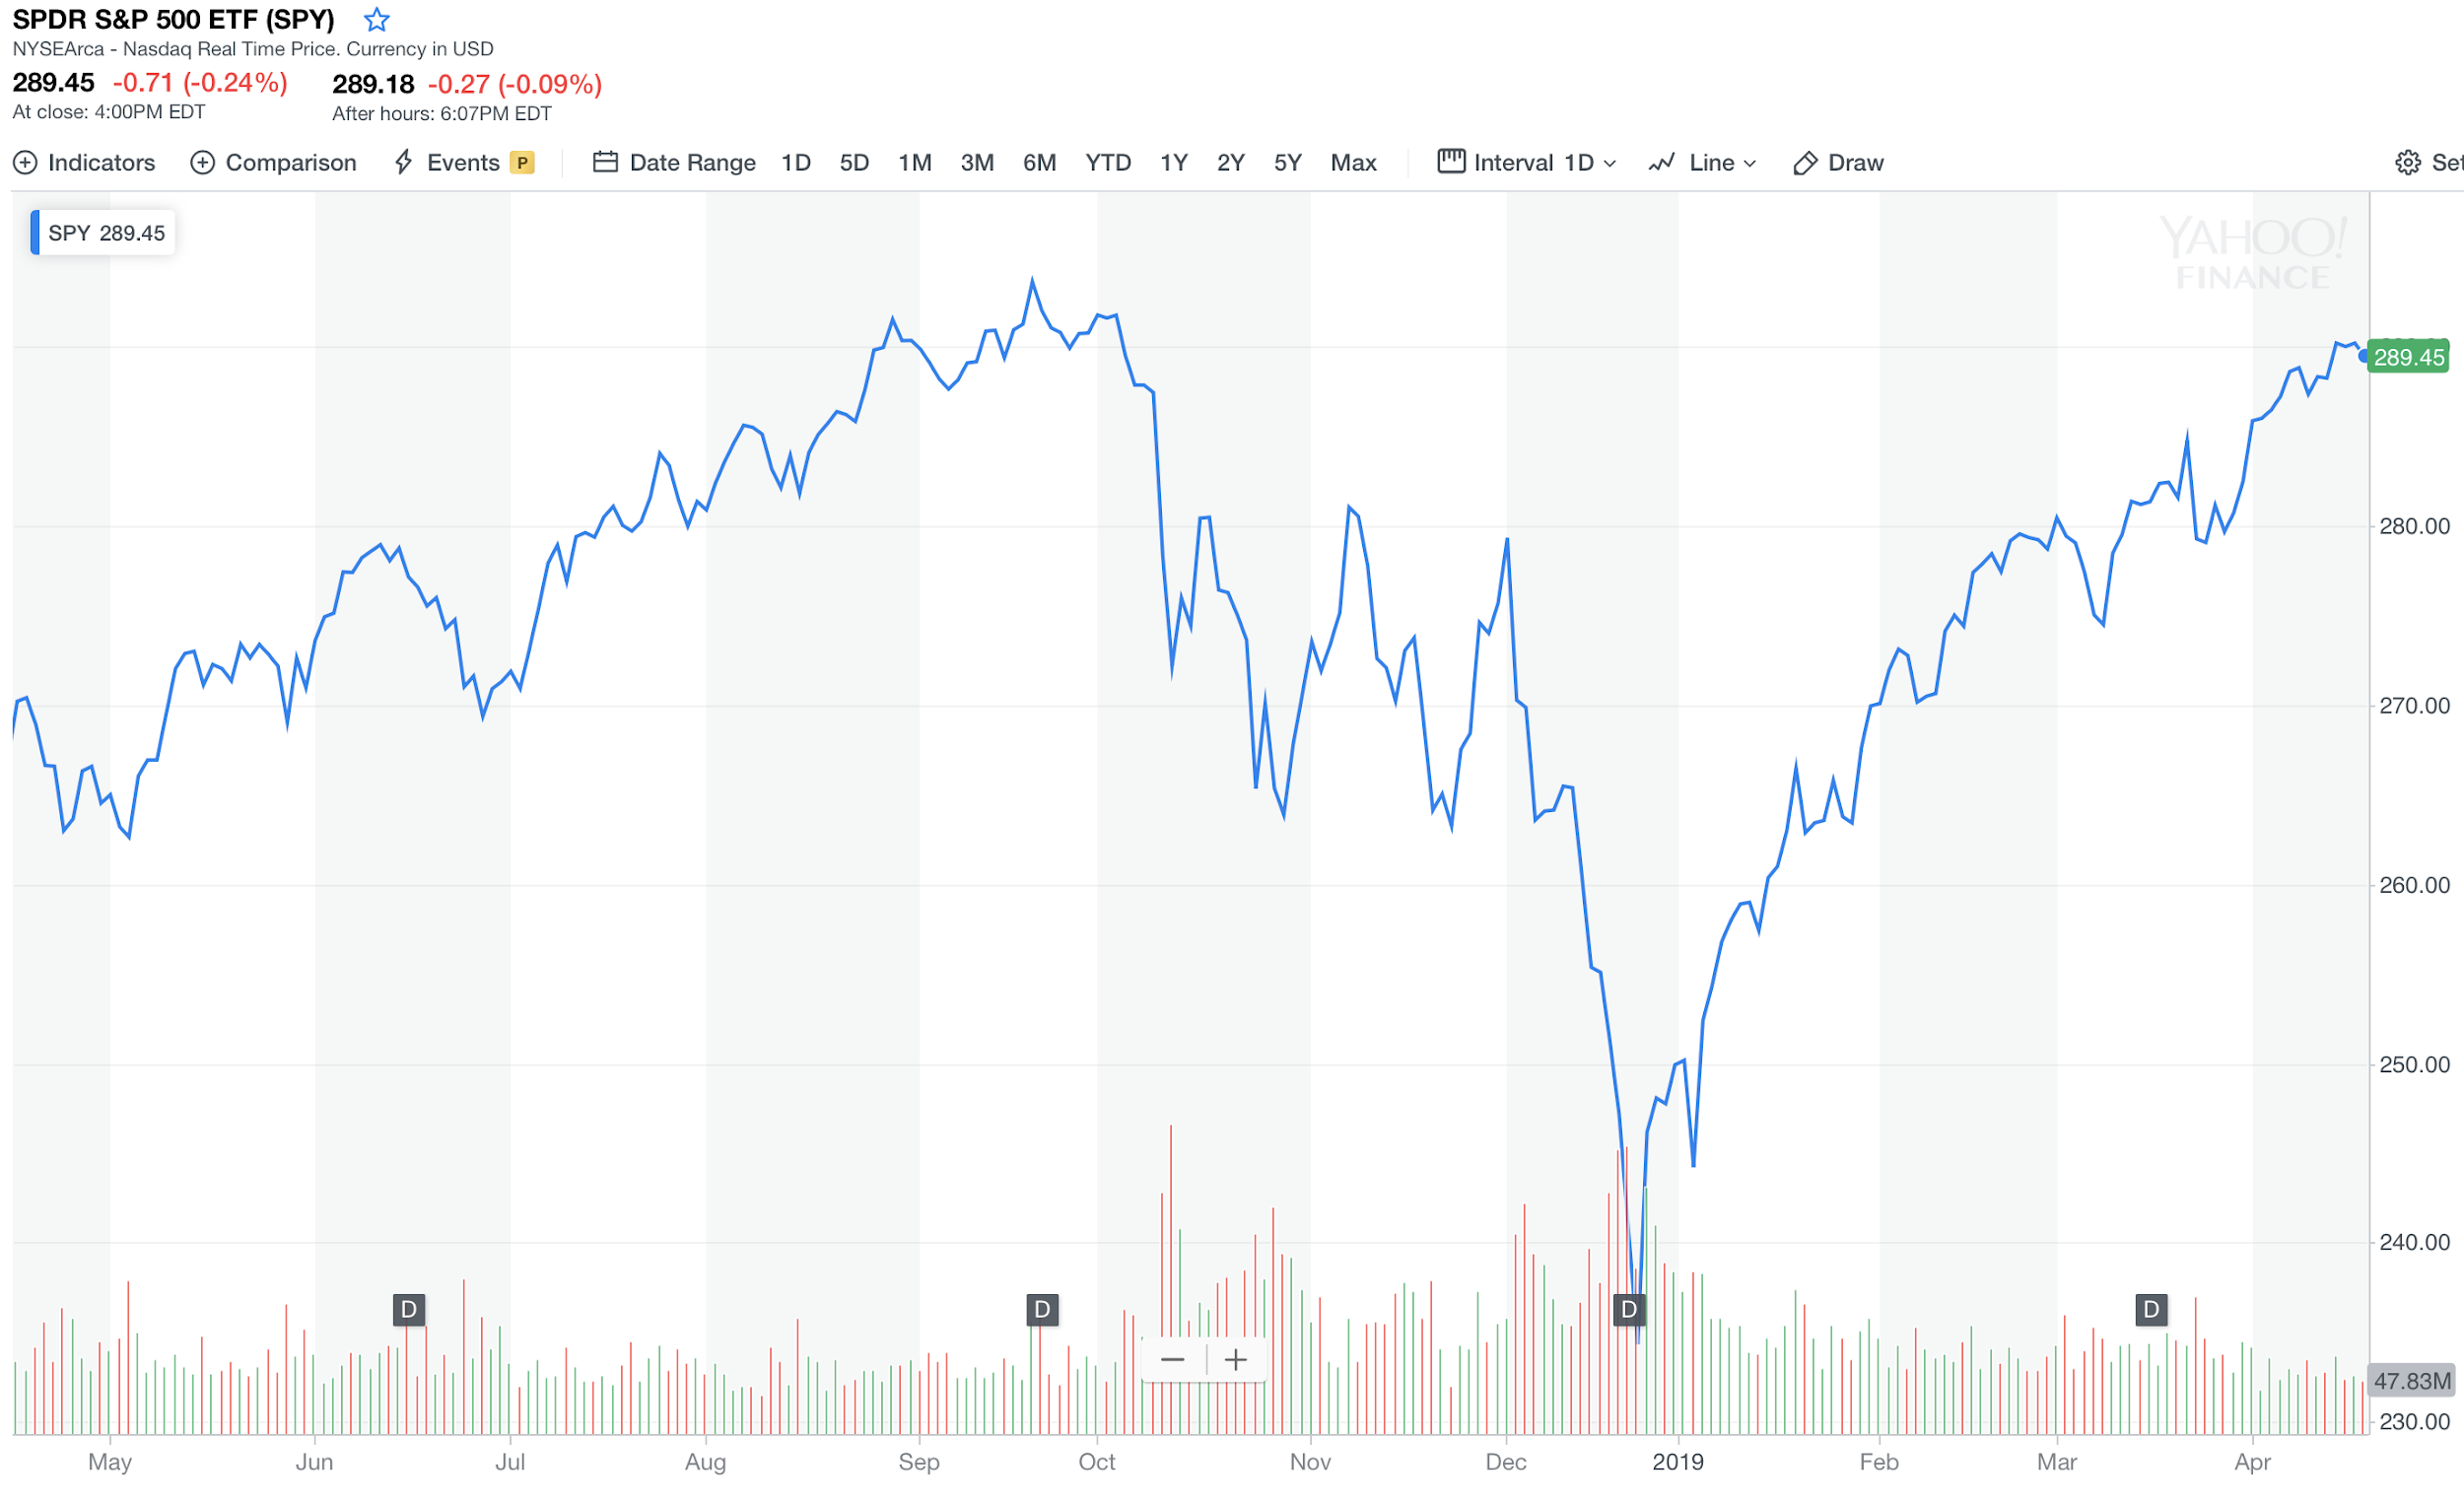 SPDR S&P 500 ETF (SPY)
NYSEArca - Nasdaq Real Time Price. Currency in USD
289.45 -0.71 (-0.24%) 289.18 -0.27 (-0.09%)
At close: 4:00PM EDT After hours: 6:07PM EDT
Indicators Comparison Events P Date Range 1D 5D 1M 3M 6M YTD 1Y 2Y 5Y Max Interval 1D Line Draw Set
SPY 289.45
YAHOO!
FINANCE
289.45
280.00
270.00
260.00
250.00
240.00
D D D D
47.83M
230.00
May Jun Jul Aug Sep Oct Nov Dec 2019 Feb Mar Apr